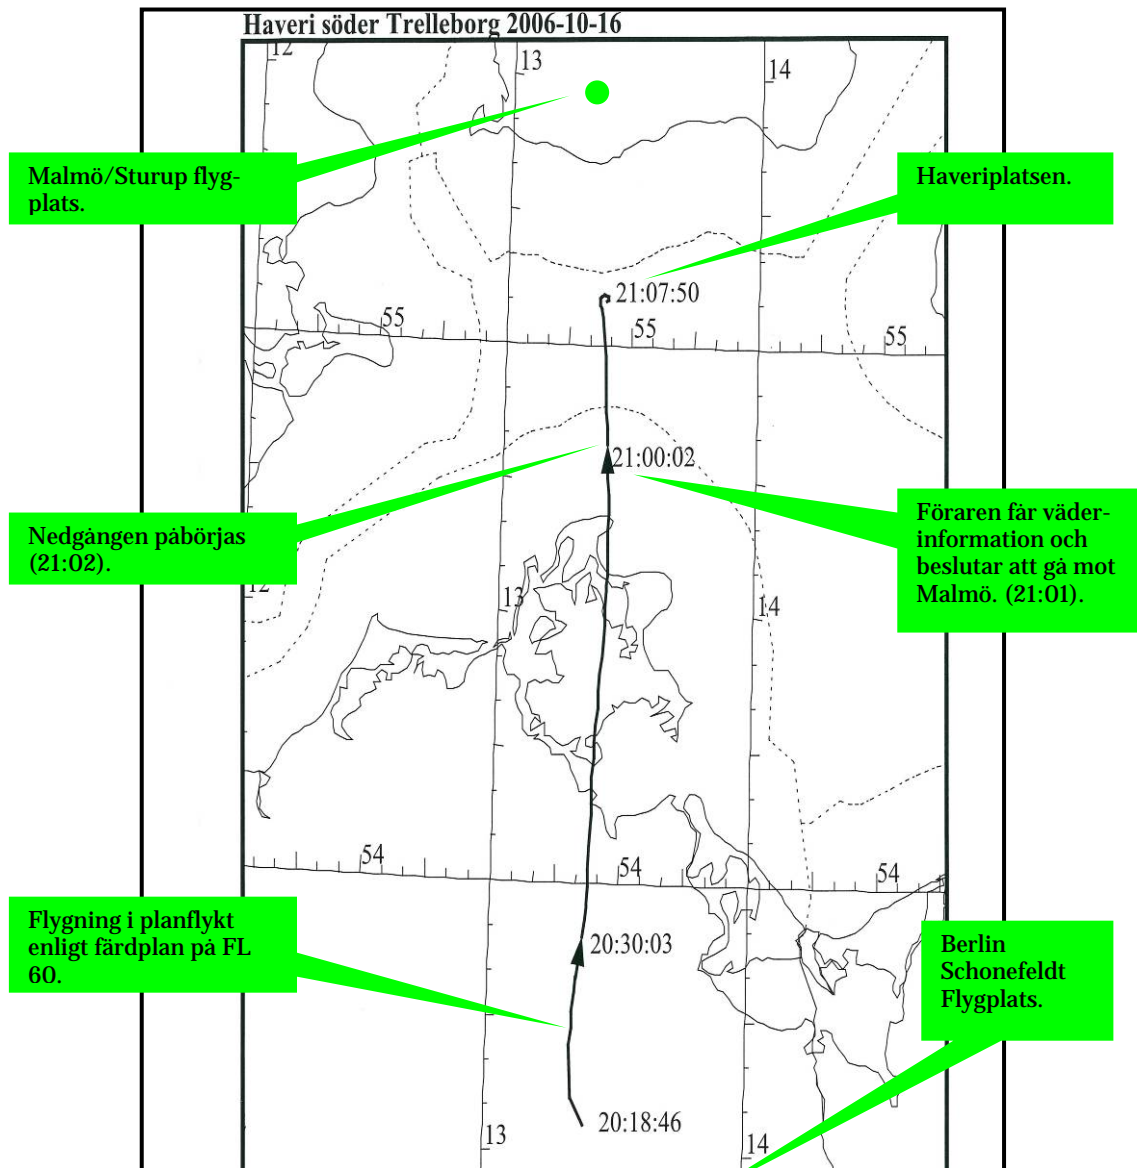 Haveri söder Trelleborg 2006-10-16
12
13
14
Malmö/Sturup flyg-
plats.
Haveriplatsen.
21:07:50
55
55
55
21:00:02
Nedgången påbörjas
(21:02).
Föraren får väder-
information och
beslutar att gå mot
Malmö. (21:01).
12
13
14
54
54
54
Flygning i planflykt
enligt färdplan på FL
60.
20:30:03
Berlin
Schonefeldt
Flygplats.
20:18:46
13
14